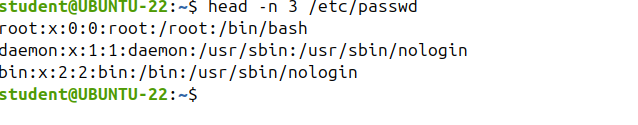 student@UBUNTU-22:~$ head -n 3 /etc/passwd
root:x:0:0:root:/root:/bin/bash
daemon:x:1:1:daemon:/usr/sbin:/usr/sbin/nologin
bin:x:2:2:bin:/bin:/usr/sbin/nologin
student@UBUNTU-22:~$